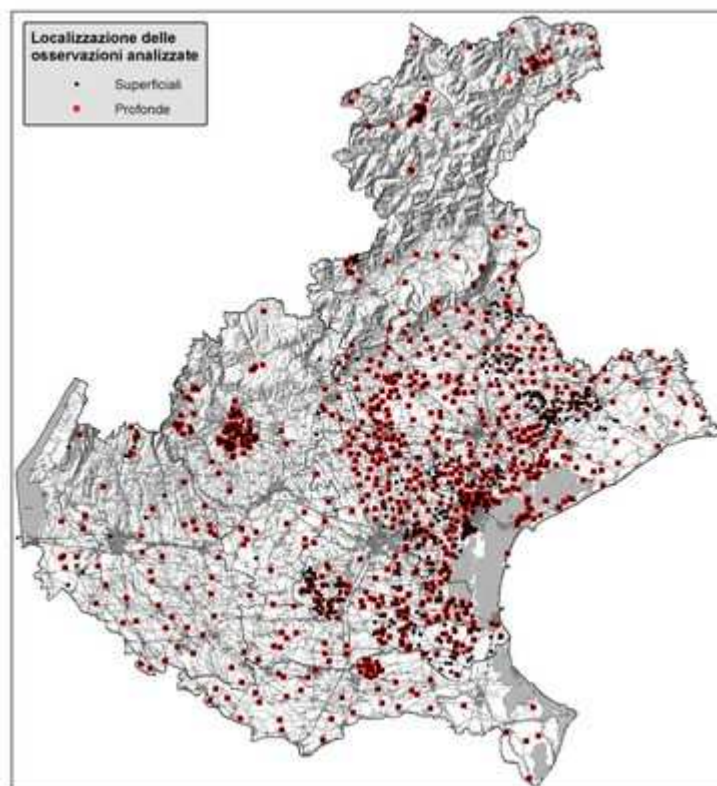 Localizzazione delle
osservazioni analizzate
Superficiali
Profonde